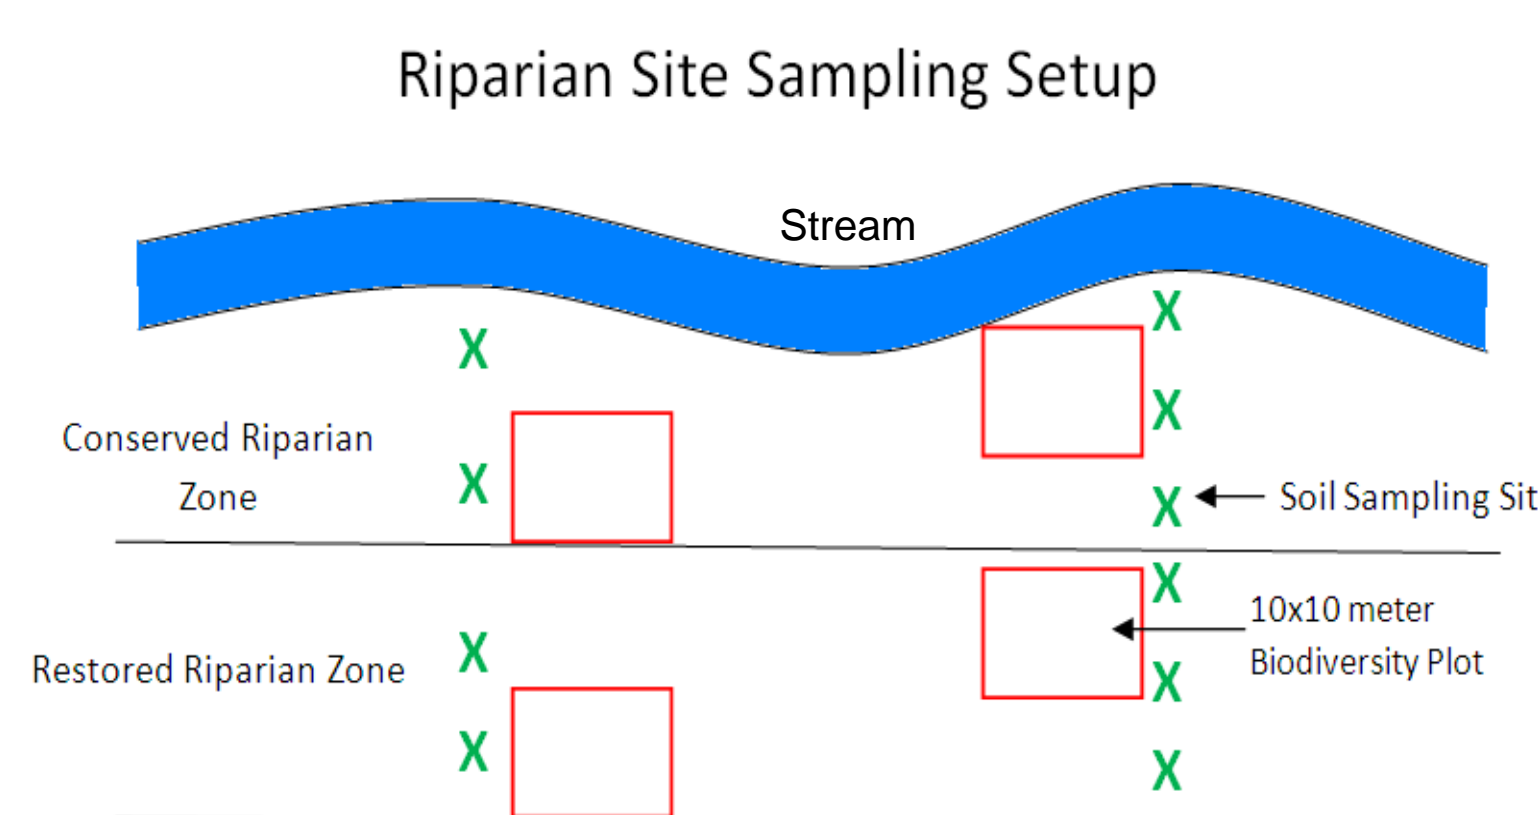 Riparian Site Sampling Setup
Stream
X
X
Conserved Riparian
Zone
X
X
X
Soil Sampling Sit
X
10x10 meter
Biodiversity Plot
Restored Riparian Zone
X
X
X
X